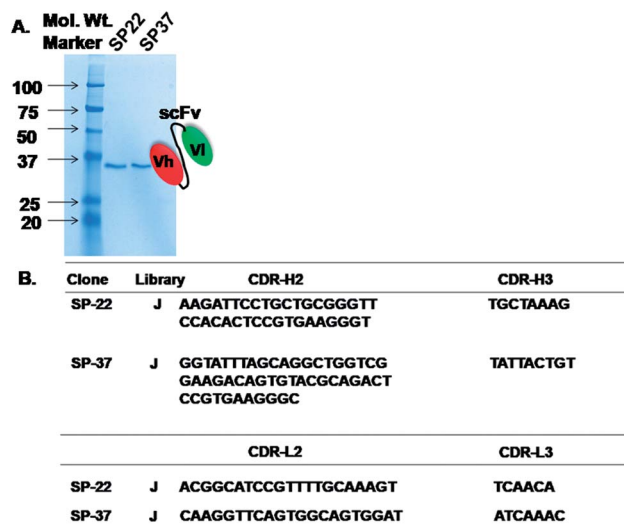 A.
Mol. Wt. Marker
SP22
SP37
100
75
50
37
25
20
scFv
Vh
Vl
B.
Clone Library CDR-H2 CDR-H3
SP-22 J AAGATTCCTGCTGCGGGTT TGCTAAAG
CCACACTCCGTGAAGGGT
SP-37 J GGTATTTAGCAGGCTGGTCG TATTACTGT
GAAGACAGTGTACGCAGACT
CCGTGAAGGGC
CDR-L2 CDR-L3
SP-22 J ACGGCATCCGTTTTGCAAAGT TCAACA
SP-37 J CAAGGTTCAGTGGCAGTGGAT ATCAAAC